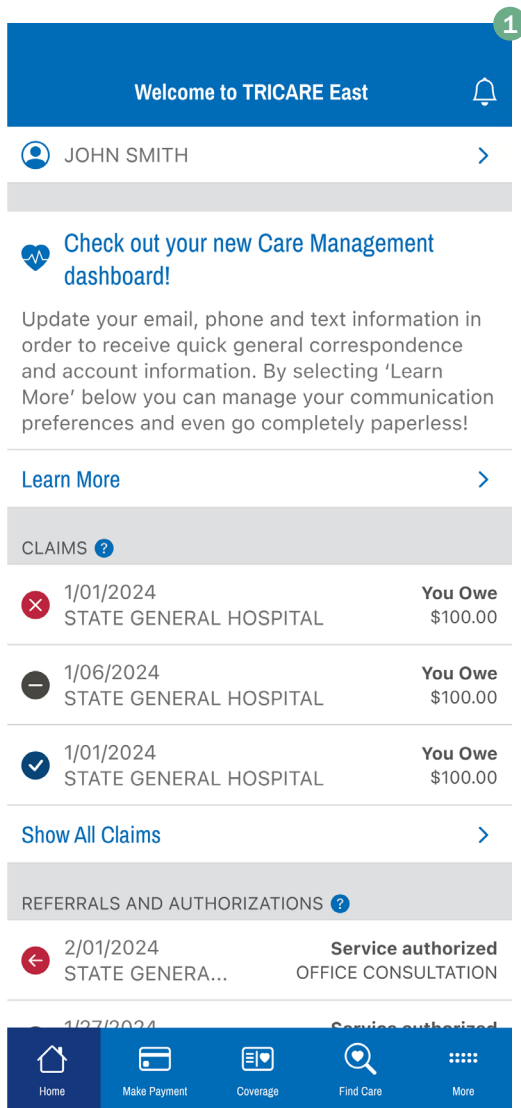 1
Welcome to TRICARE East
JOHN SMITH
Check out your new Care Management
dashboard!
Update your email, phone and text information in
order to receive quick general correspondence
and account information. By selecting ‘Learn
More’ below you can manage your communication
preferences and even go completely paperless!
Learn More
CLAIMS ?
1/01/2024 You Owe
STATE GENERAL HOSPITAL $100.00
1/06/2024 You Owe
STATE GENERAL HOSPITAL $100.00
1/01/2024 You Owe
STATE GENERAL HOSPITAL $100.00
Show All Claims
REFERRALS AND AUTHORIZATIONS ?
2/01/2024 Service authorized
STATE GENERA... OFFICE CONSULTATION
1/27/2024 Service authorized
Home Make Payment Coverage Find Care More